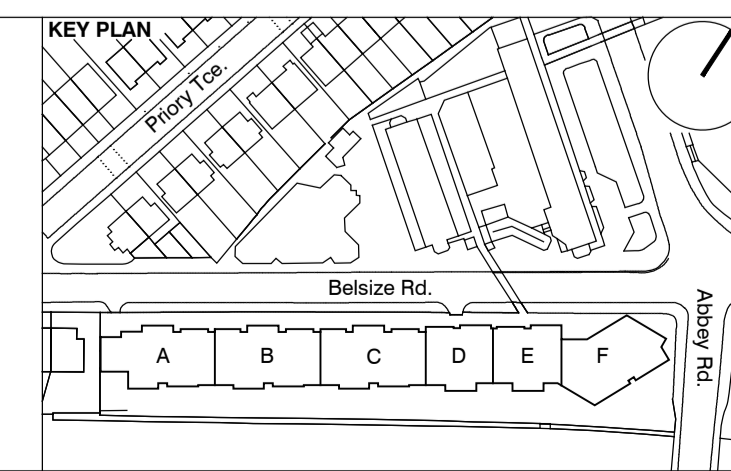 KEY PLAN
Priory Tce.
Belsize Rd.
Abbey Rd.
A B C D E F